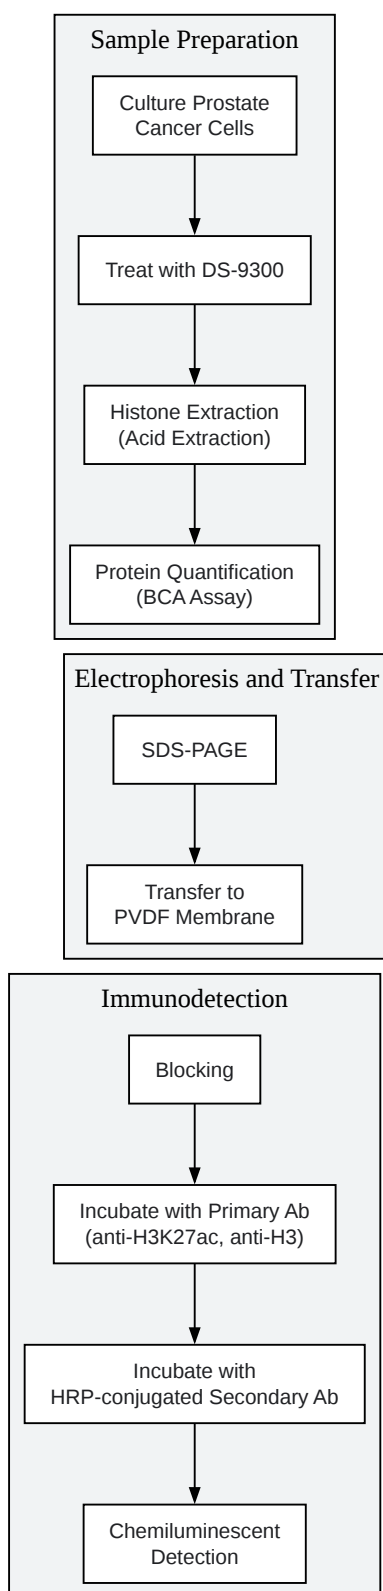 Sample Preparation
Culture Prostate
Cancer Cells
Treat with DS-9300
Histone Extraction
(Acid Extraction)
Protein Quantification
(BCA Assay)
Electrophoresis and Transfer
SDS-PAGE
Transfer to
PVDF Membrane
Immunodetection
Blocking
Incubate with Primary Ab
(anti-H3K27ac, anti-H3)
Incubate with
HRP-conjugated Secondary Ab
Chemiluminescent
Detection